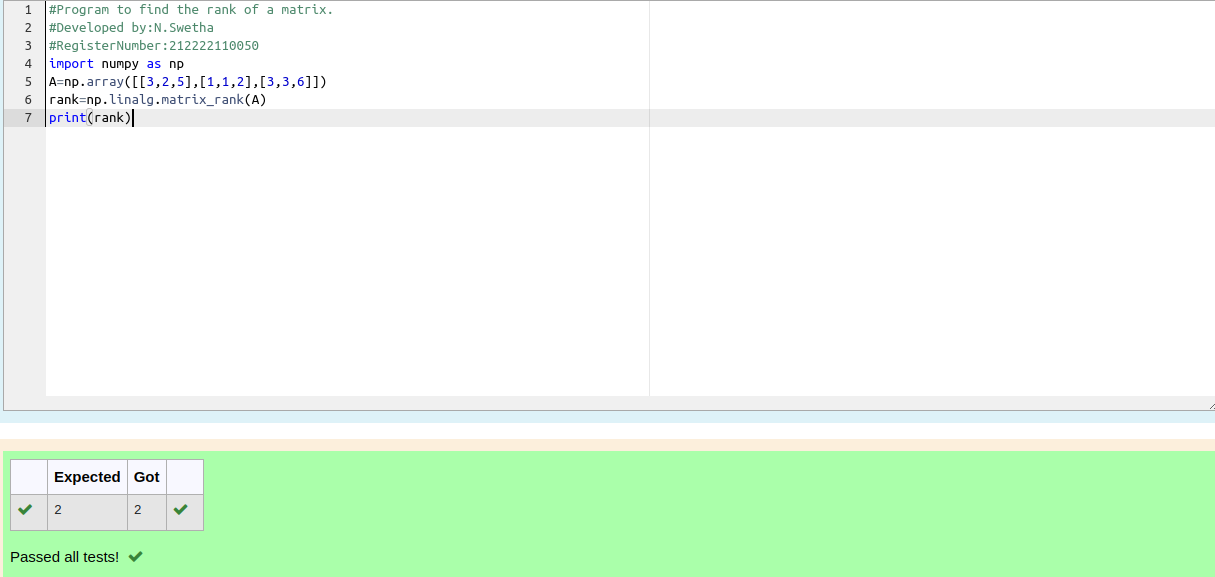 1 #Program to find the rank of a matrix.
2 #Developed by:N.Swetha
3 #RegisterNumber:212222110050
4 import numpy as np
5 A=np.array([[3,2,5],[1,1,2],[3,3,6]])
6 rank=np.linalg.matrix_rank(A)
7 print(rank)
Expected Got
2 2
Passed all tests!